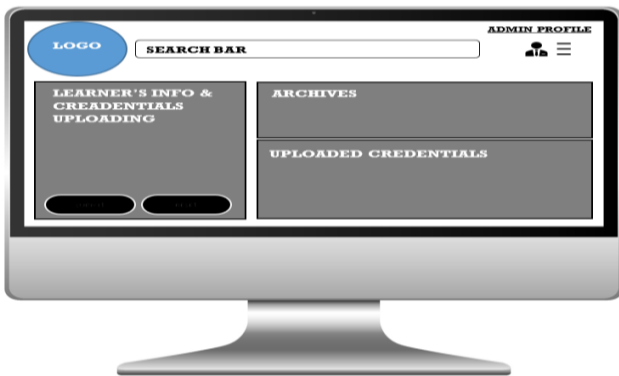 ADMIN PROFILE
LOGO
SEARCH BAR
LEARNER'S INFO &
CREADENTIALS
UPLOADING
ARCHIVES
UPLOADED CREDENTIALS